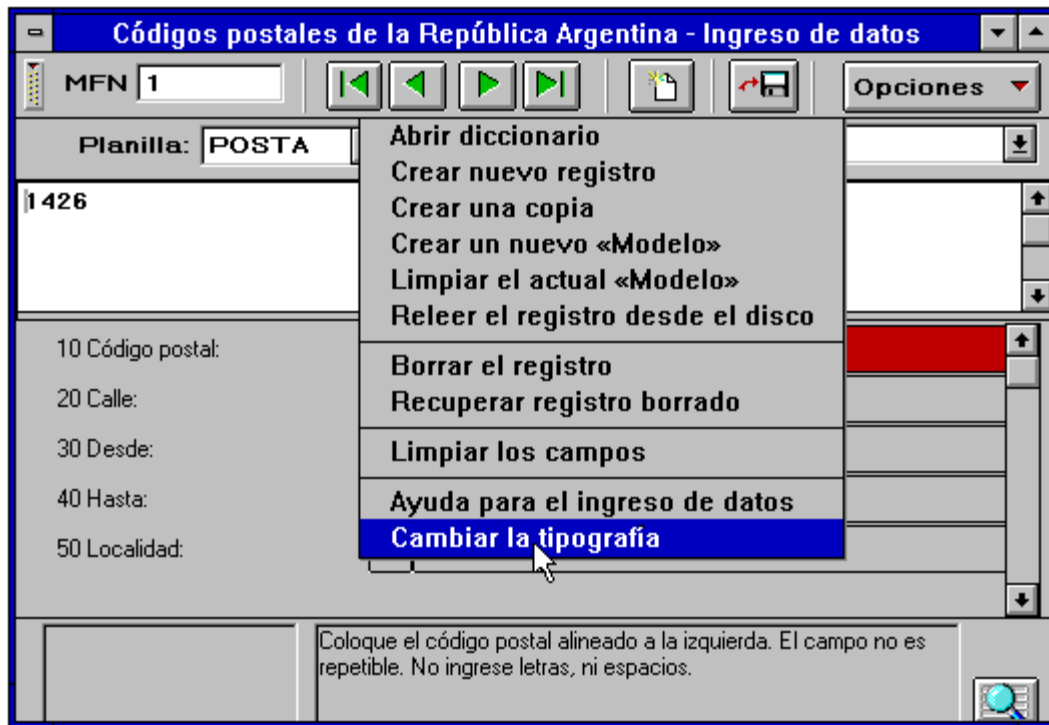 Códigos postales de la República Argentina - Ingreso de datos
MFN 1
Opciones
Planilla: POSTA
1426
Abrir diccionario
Crear nuevo registro
Crear una copia
Crear un nuevo «Modelo»
Limpiar el actual «Modelo»
Releer el registro desde el disco
Borrar el registro
Recuperar registro borrado
Limpiar los campos
Ayuda para el ingreso de datos
Cambiar la tipografía
10 Código postal:
20 Calle:
30 Desde:
40 Hasta:
50 Localidad:
Coloque el código postal alineado a la izquierda. El campo no es
repetible. No ingrese letras, ni espacios.